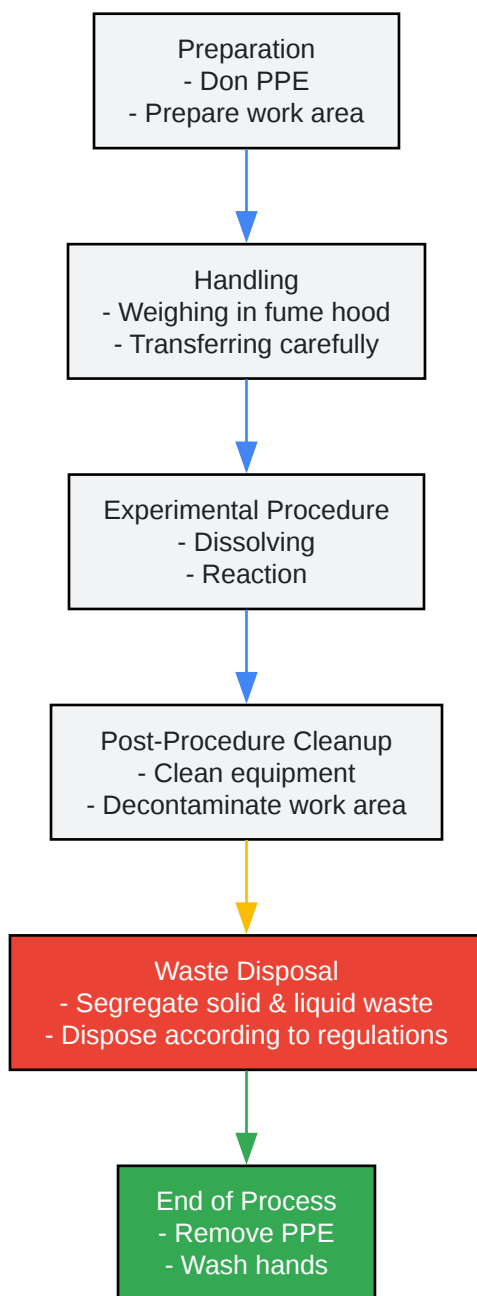 Preparation
- Don PPE
- Prepare work area
Handling
- Weighing in fume hood
- Transferring carefully
Experimental Procedure
- Dissolving
- Reaction
Post-Procedure Cleanup
- Clean equipment
- Decontaminate work area
Waste Disposal
- Segregate solid & liquid waste
- Dispose according to regulations
End of Process
- Remove PPE
- Wash hands